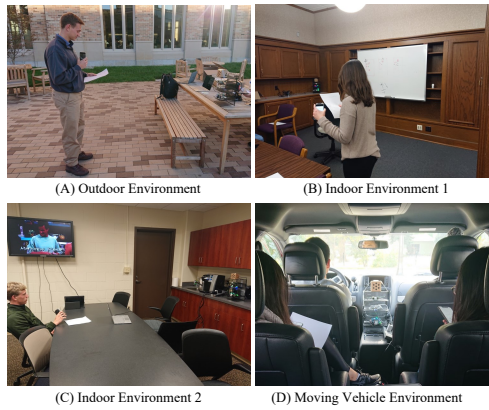 (A) Outdoor Environment
(B) Indoor Environment 1
(C) Indoor Environment 2
(D) Moving Vehicle Environment